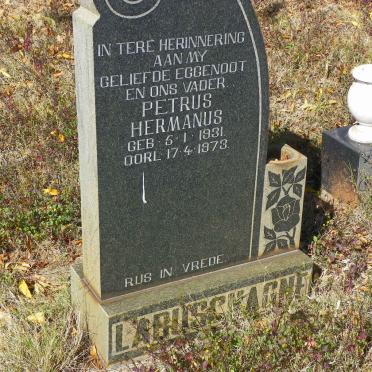 IN TERE HERINNERING
AAN MY
GELIEFDE EGGENOOT
EN ONS VADER
PETRUS
HERMANUS
GEB. 5·1·1931.
OORL. 17·4·1973.
RUS IN VREDE.
LABUSCHAGNE